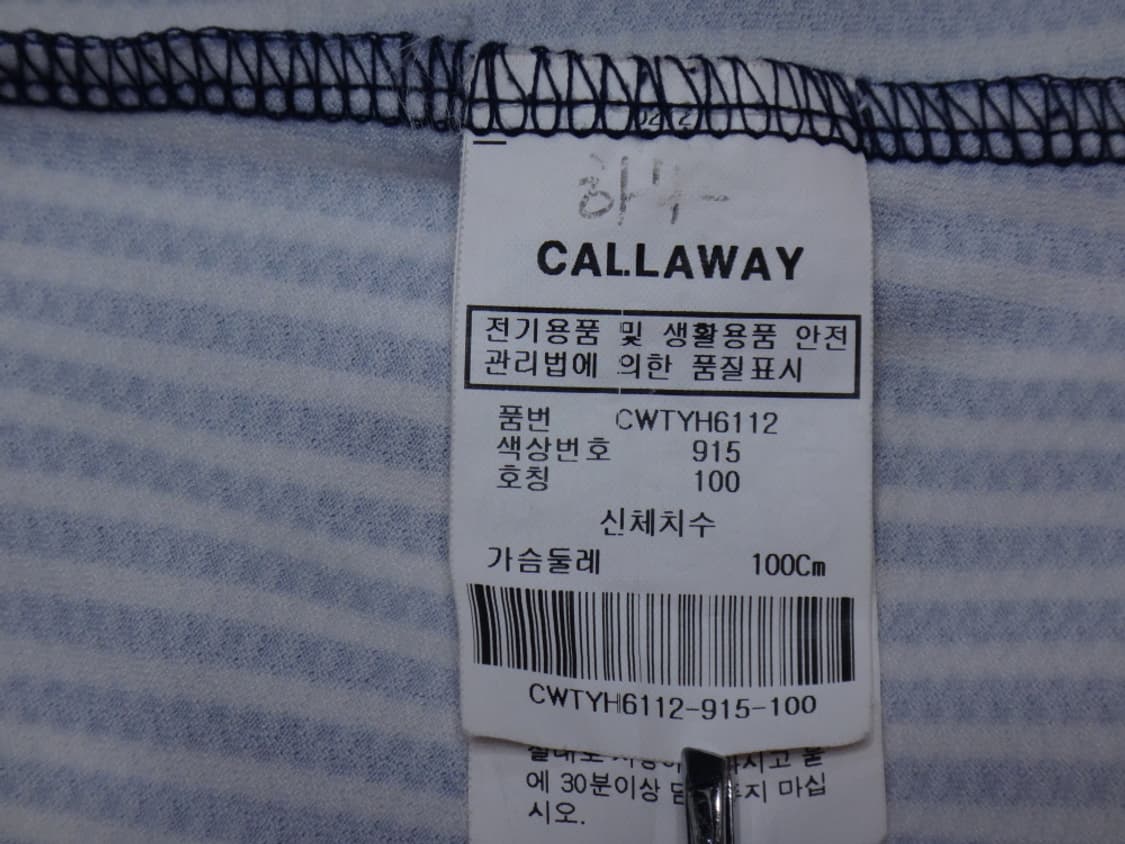 CALLAWAY
전기용품 및 생활용품 안전
관리법에 의한 품질표시
품번 CWTYH6112
색상번호 915
호칭 100
신체치수
가슴둘레 100Cm
CWTYH6112-915-100
에 30분이상 마십
시오.